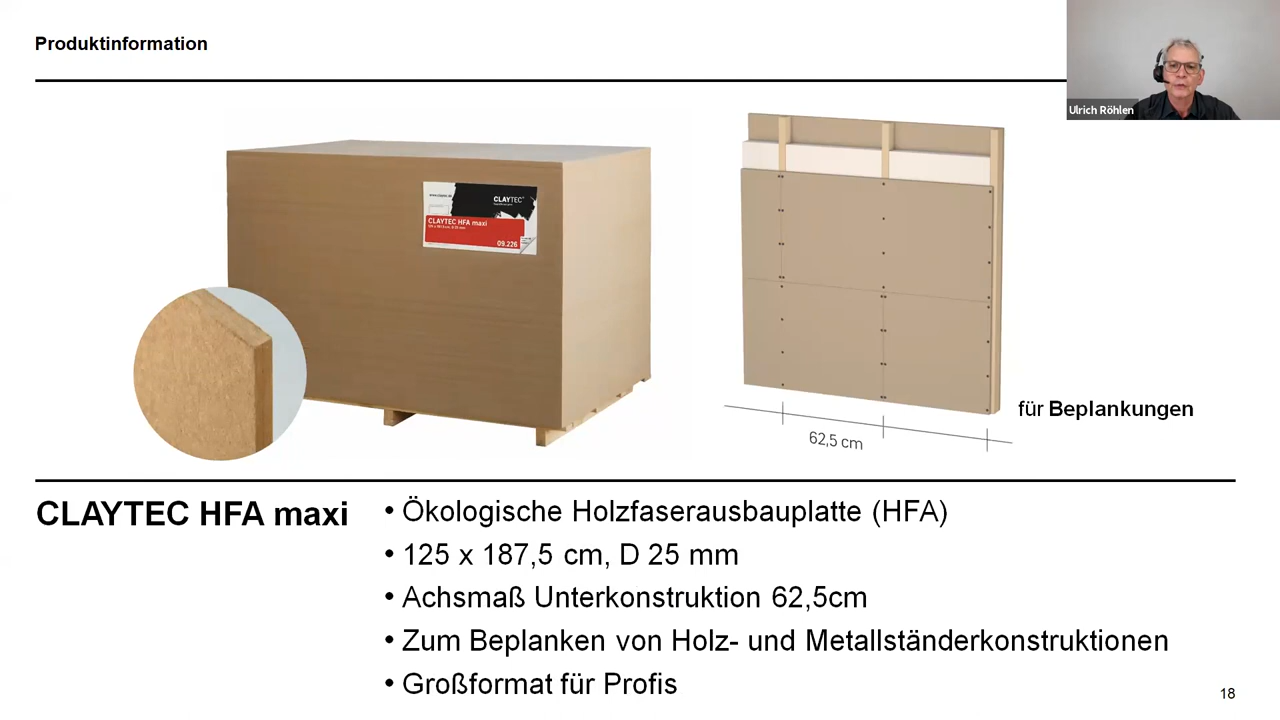 Produktinformation
Ulrich Röhlen
CLAYTEC
CLAYTEC HFA maxi
09.226
62,5 cm
für Beplankungen
CLAYTEC HFA maxi
• Ökologische Holzfaserausbauplatte (HFA)
• 125 x 187,5 cm, D 25 mm
• Achsmaß Unterkonstruktion 62,5cm
• Zum Beplanken von Holz- und Metallständerkonstruktionen
• Großformat für Profis
18